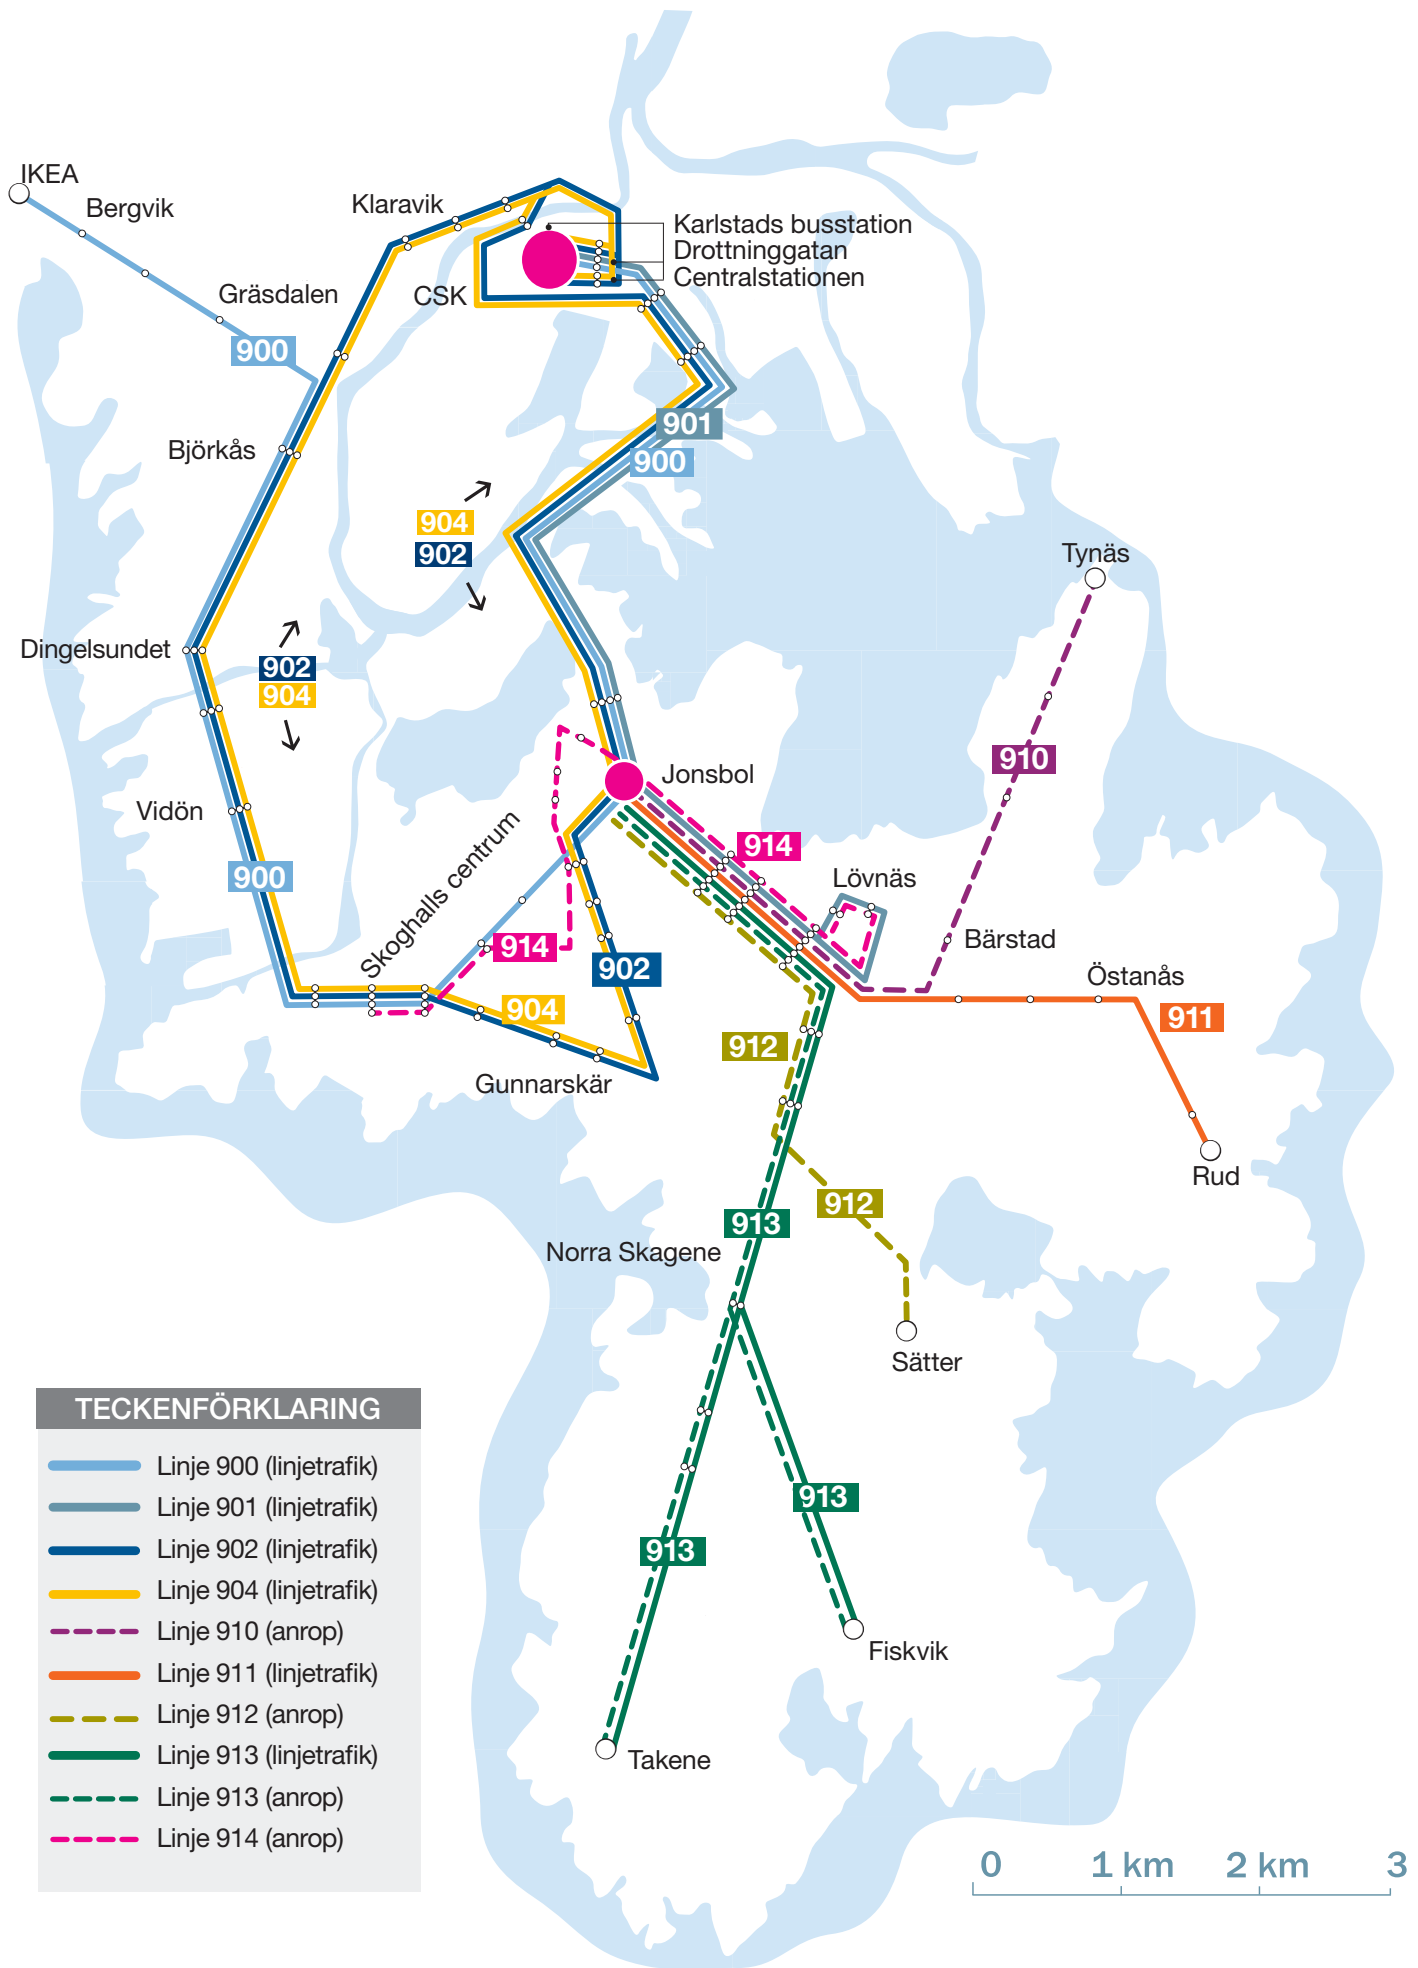 IKEA
Bergvik
Klaravik
Karlstads busstation
Drottninggatan
Centralstationen
Gräsdalen
CSK
900
901
Björkås
900
904
902
Tynäs
Dingelsundet
902
904
910
Jonsbol
Vidön
914
Skoghalls centrum
900
Lövnäs
914
Bärstad
902
Östanås
904
911
912
Gunnarskär
Rud
912
913
Norra Skagene
Sätter
913
913
Fiskvik
Takene
TECKENFÖRKLARING
Linje 900 (linjetrafik)
Linje 901 (linjetrafik)
Linje 902 (linjetrafik)
Linje 904 (linjetrafik)
Linje 910 (anrop)
Linje 911 (linjetrafik)
Linje 912 (anrop)
Linje 913 (linjetrafik)
Linje 913 (anrop)
Linje 914 (anrop)
0 1 km 2 km 3